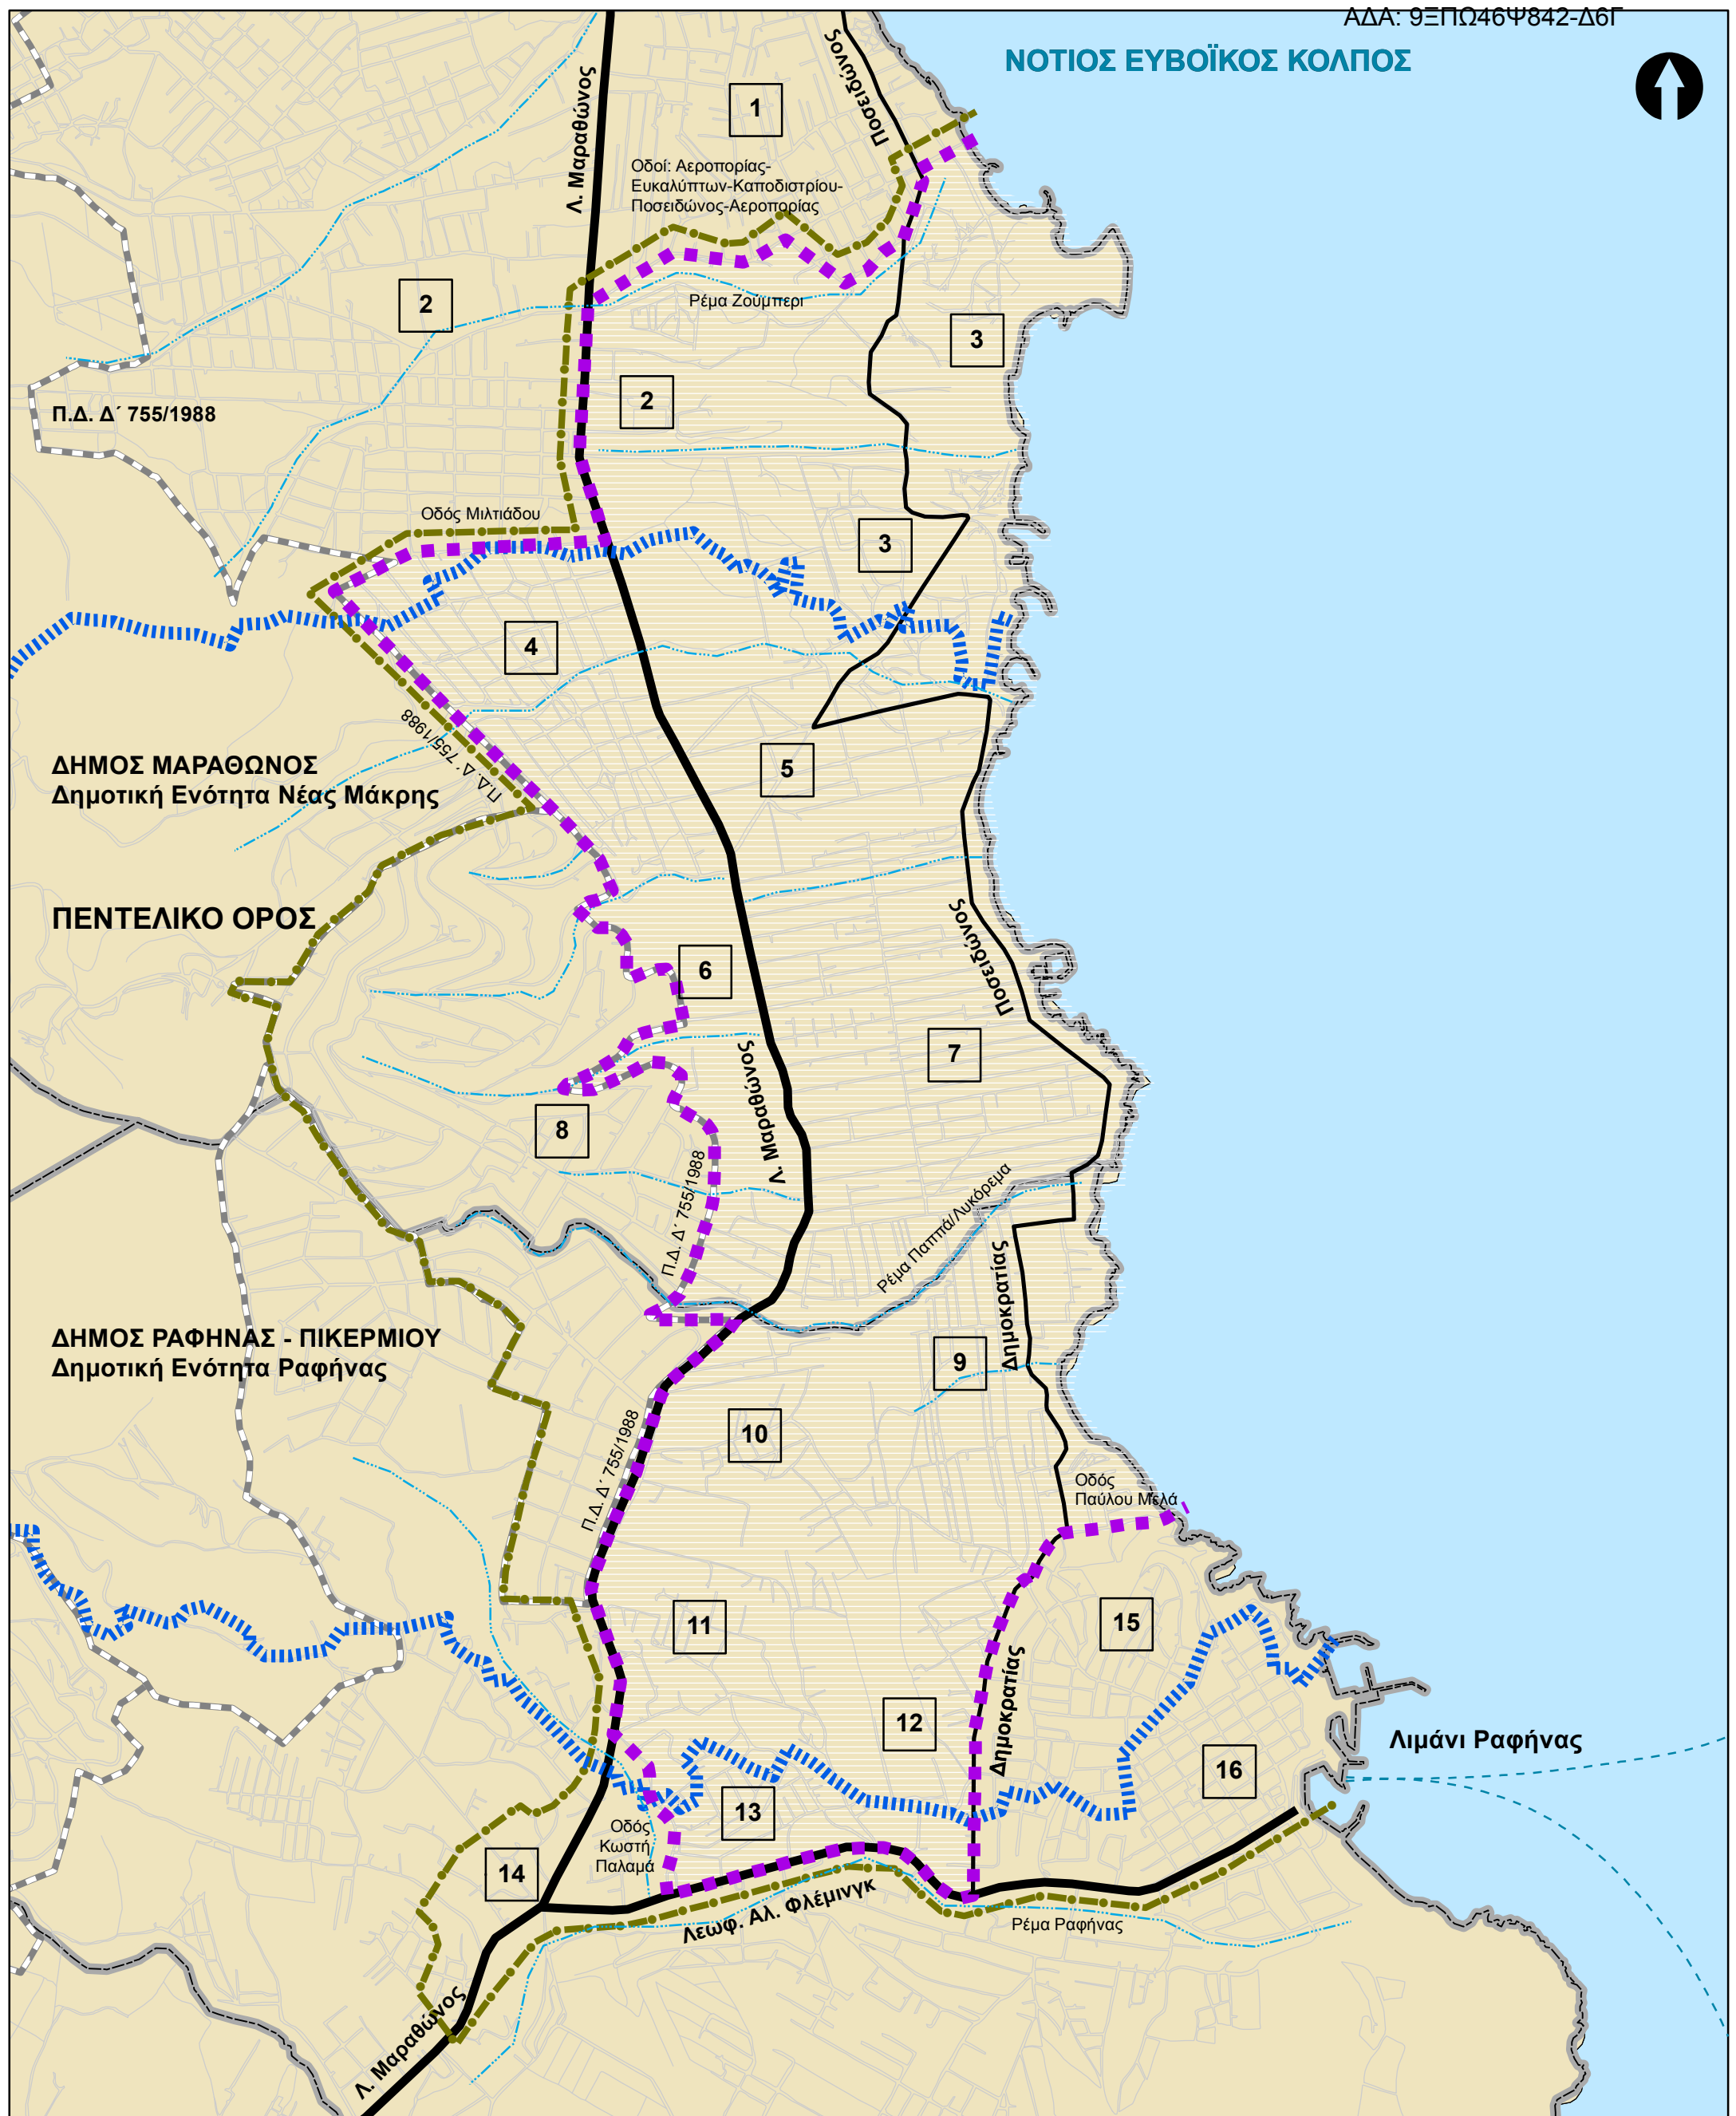 ΑΔΑ: 9ΞΠΩ46Ψ842-Δ6Γ
ΝΟΤΙΟΣ ΕΥΒΟΪΚΟΣ ΚΟΛΠΟΣ
Ποσειδώνος
Λ. Μαραθώνος
1
Οδοί: Αεροπορίας-
Ευκαλύπτων-Καποδιστρίου-
Ποσειδώνος-Αεροπορίας
2
Ρέμα Ζούμπερι
3
2
Π.Δ. Δ΄ 755/1988
Οδός Μιλτιάδου
3
4
Π.Δ. Δ΄ 755/1988
5
ΔΗΜΟΣ ΜΑΡΑΘΩΝΟΣ
Δημοτική Ενότητα Νέας Μάκρης
ΠΕΝΤΕΛΙΚΟ ΟΡΟΣ
Ποσειδώνος
6
7
Λ. Μαραθώνος
8
Π.Δ. Δ΄ 755/1988
Ρέμα Παππά/Λυκόρεμα
Δημοκρατίας
ΔΗΜΟΣ ΡΑΦΗΝΑΣ - ΠΙΚΕΡΜΙΟΥ
Δημοτική Ενότητα Ραφήνας
9
10
Π.Δ. Δ΄ 755/1988
Οδός
Παύλου Μελά
11
15
Δημοκρατίας
12
Λιμάνι Ραφήνας
16
13
Οδός
Κωστή
Παλαμά
14
Λεωφ. Αλ. Φλέμινγκ
Ρέμα Ραφήνας
Λ. Μαραθώνος